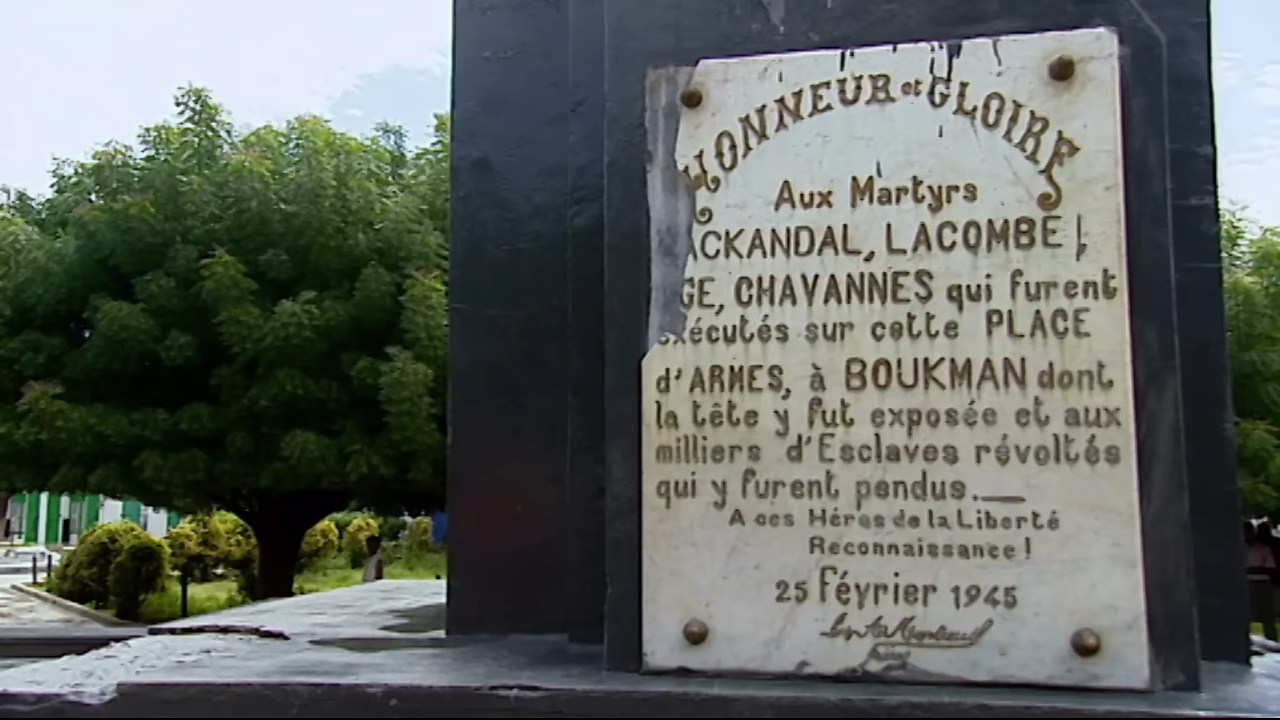 HONNEUR et GLOIRE
Aux Martyrs
ACKANDAL, LACOMBE,
GE, CHAVANNES qui furent
exécutés sur cette PLACE
d'ARMES, à BOUKMAN dont
la tête y fut exposée et aux
milliers d'Esclaves révoltés
qui y furent pendus.
A ces Héros de la Liberté
Reconnaissance!
25 Février 1945